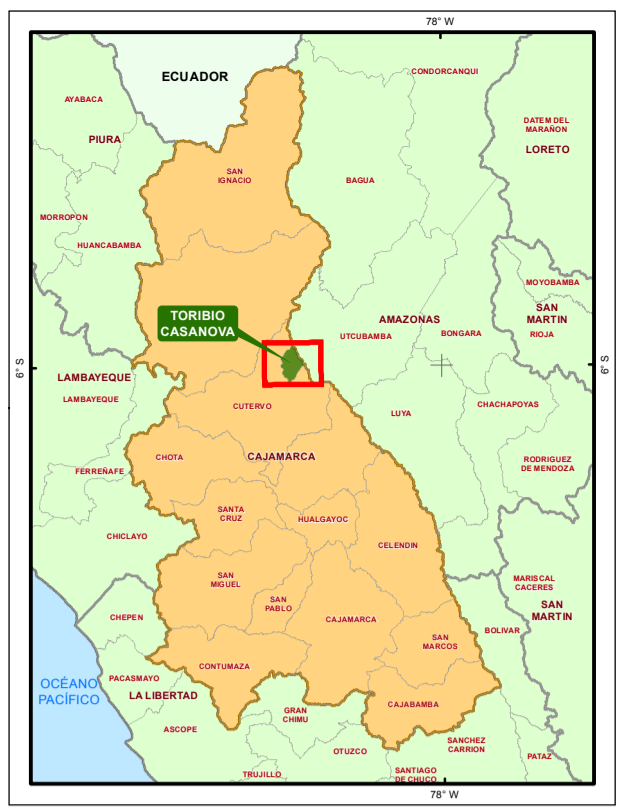 78° W
ECUADOR
CONDORCANQUI
AYABACA
PIURA
DATEM DEL
MARAÑON
LORETO
SAN
IGNACIO
BAGUA
MORROPON
HUANCABAMBA
MOYOBAMBA
SAN
MARTIN
RIOJA
TORIBIO
CASANOVA
AMAZONAS
UTCUBAMBA
BONGARA
6° S
6° S
LAMBAYEQUE
LAMBAYEQUE
CUTERVO
LUYA
CHACHAPOYAS
CHOTA
CAJAMARCA
FERREÑAFE
RODRIGUEZ
DE MENDOZA
SANTA
CRUZ
HUALGAYOC
CHICLAYO
CELENDIN
SAN
MIGUEL
MARISCAL
CACERES
SAN
PABLO
SAN
MARTIN
CHEPEN
CAJAMARCA
BOLIVAR
SAN
MARCOS
CONTUMAZA
OCÉANO
PACÍFICO
PACASMAYO
LA LIBERTAD
CAJABAMBA
GRAN
CHIMU
ASCOPE
SANCHEZ
CARRION
OTUZCO
PATAZ
TRUJILLO
SANTIAGO
DE CHUCO
78° W